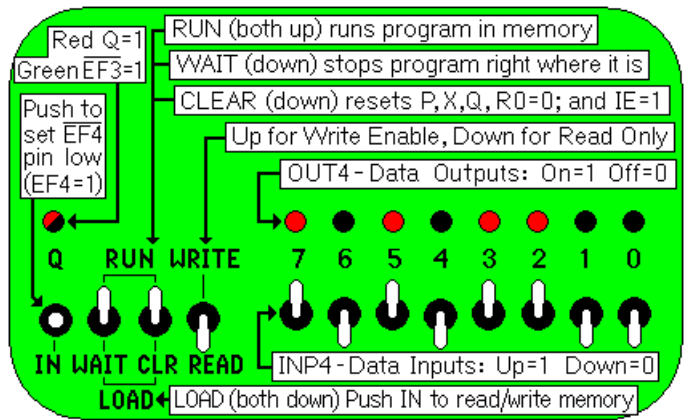 RUN (both up) runs program in memory
Red Q=1
Green EF3=1
WAIT (down) stops program right where it is
CLEAR (down) resets P,X,Q,R0=0; and IE=1
Push to
set EF4
pin low
(EF4=1)
Up for Write Enable, Down for Read Only
OUT4-Data Outputs: On=1 Off=0
Q RUN WRITE 7 6 5 4 3 2 1 0
IN WAIT CLR READ
INP4-Data Inputs: Up=1 Down=0
LOAD
LOAD (both down) Push IN to read/write memory